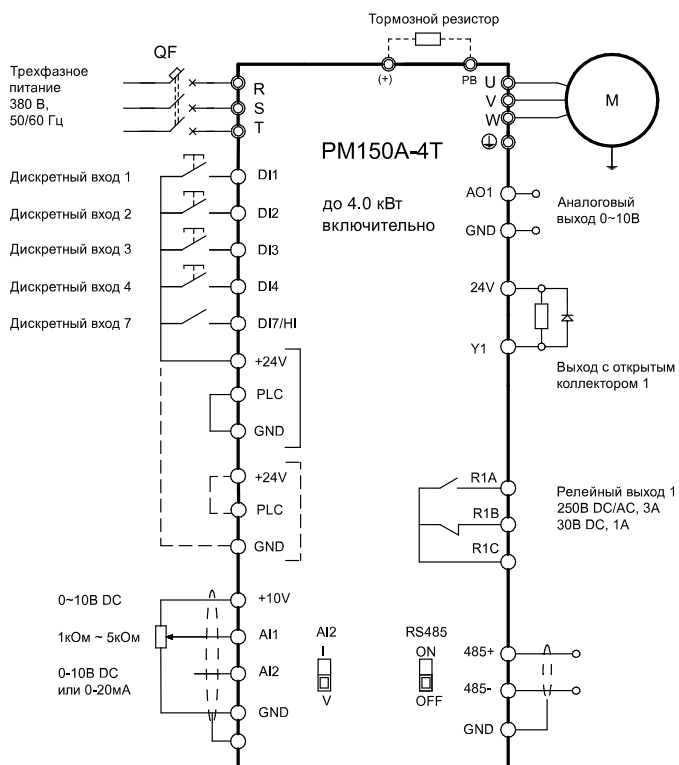 Тормозной резистор
QF
(+)
PB
Трехфазное
питание
380 В,
50/60 Гц
R
S
T
U
V
W
M
PM150A-4T
до 4.0 кВт
включительно
Дискретный вход 1
DI1
Дискретный вход 2
DI2
Дискретный вход 3
DI3
Дискретный вход 4
DI4
Дискретный вход 7
DI7/HI
+24V
PLC
GND
+24V
PLC
GND
AO1
GND
Аналоговый
выход 0~10В
24V
Y1
Выход с открытым
коллектором 1
R1A
R1B
R1C
Релейный выход 1
250В DC/AC, 3А
30В DC, 1А
0~10В DC
+10V
1кОм ~ 5кОм
AI1
0-10В DC
или 0-20мА
AI2
GND
AI2
I
V
RS485
ON
OFF
485+
485-
GND